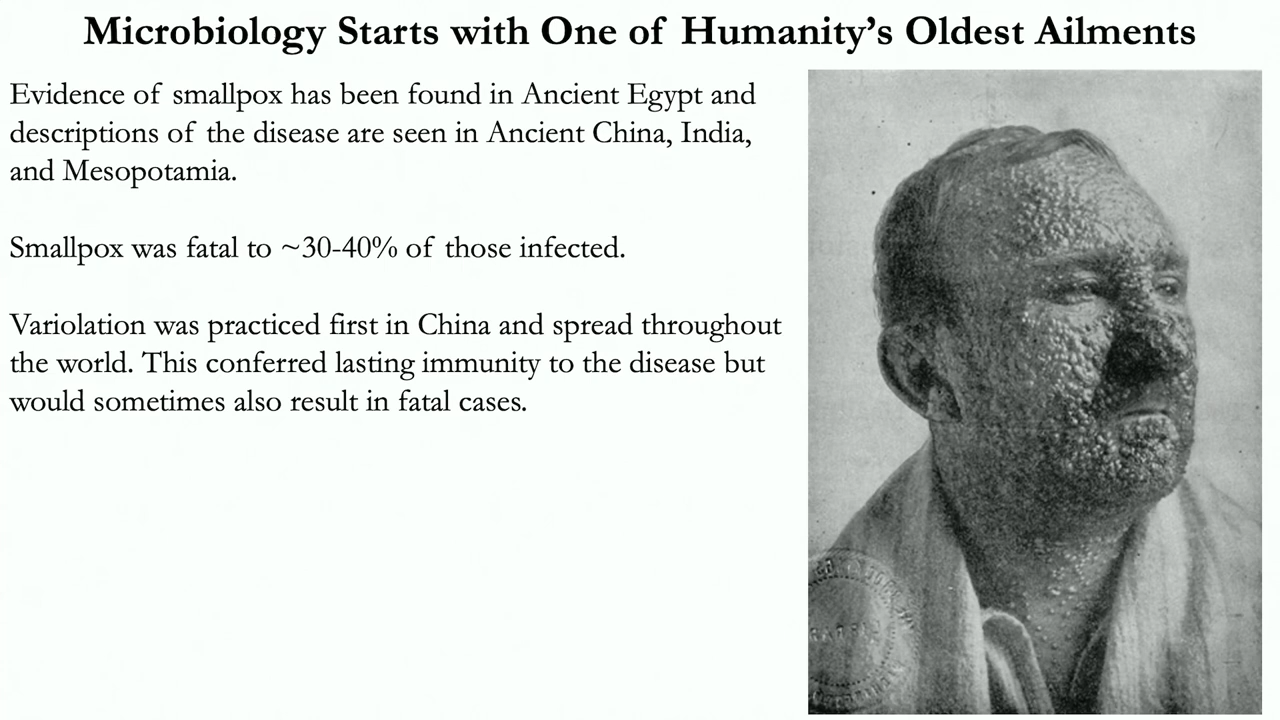 Microbiology Starts with One of Humanity's Oldest Ailments
Evidence of smallpox has been found in Ancient Egypt and
descriptions of the disease are seen in Ancient China, India,
and Mesopotamia.
Smallpox was fatal to ~30-40% of those infected.
Variolation was practiced first in China and spread throughout
the world. This conferred lasting immunity to the disease but
would sometimes also result in fatal cases.